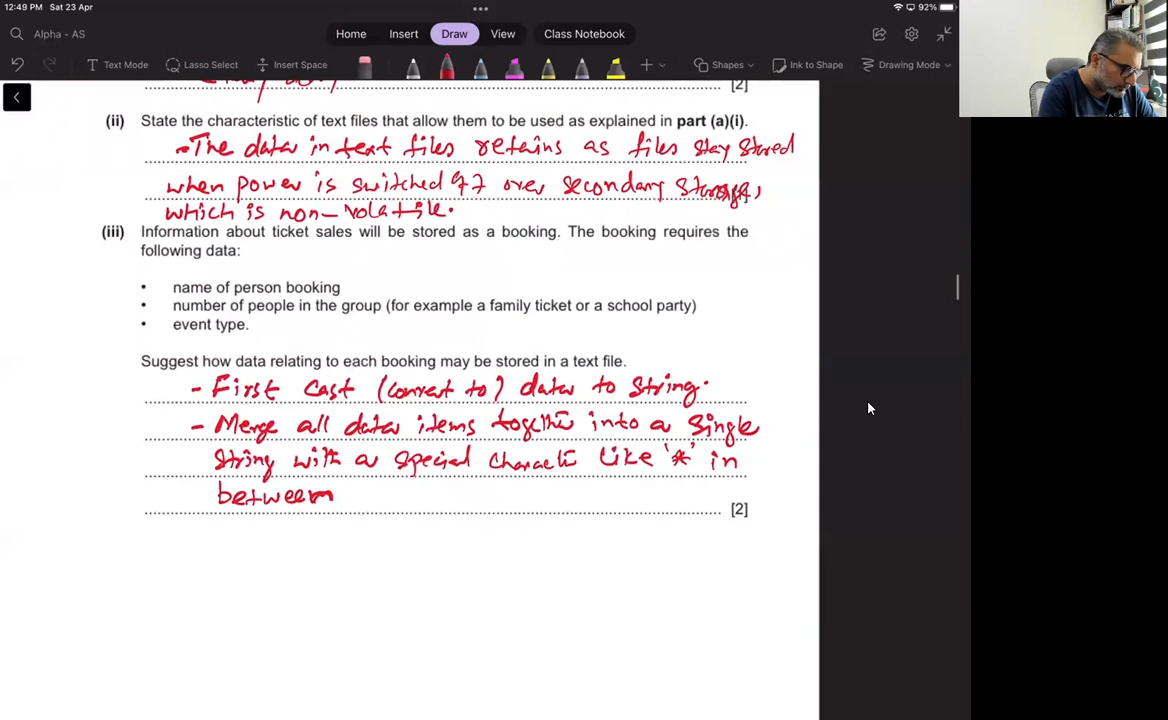 12:49 PM Sat 23 Apr
92%
Alpha - AS
Home Insert Draw View Class Notebook
Text Mode Lasso Select Insert Space Shapes Ink to Shape Drawing Mode
[2]
(ii) State the characteristic of text files that allow them to be used as explained in part (a)(i).
- The data in text files retains as files stay stored
when power is switched off over secondary storage,
which is non-volatile.
(iii) Information about ticket sales will be stored as a booking. The booking requires the
following data:
• name of person booking
• number of people in the group (for example a family ticket or a school party)
• event type.
Suggest how data relating to each booking may be stored in a text file.
- First cast (convert to) data to string.
- Merge all data items together into a single
string with a special character like '*' in
between
[2]